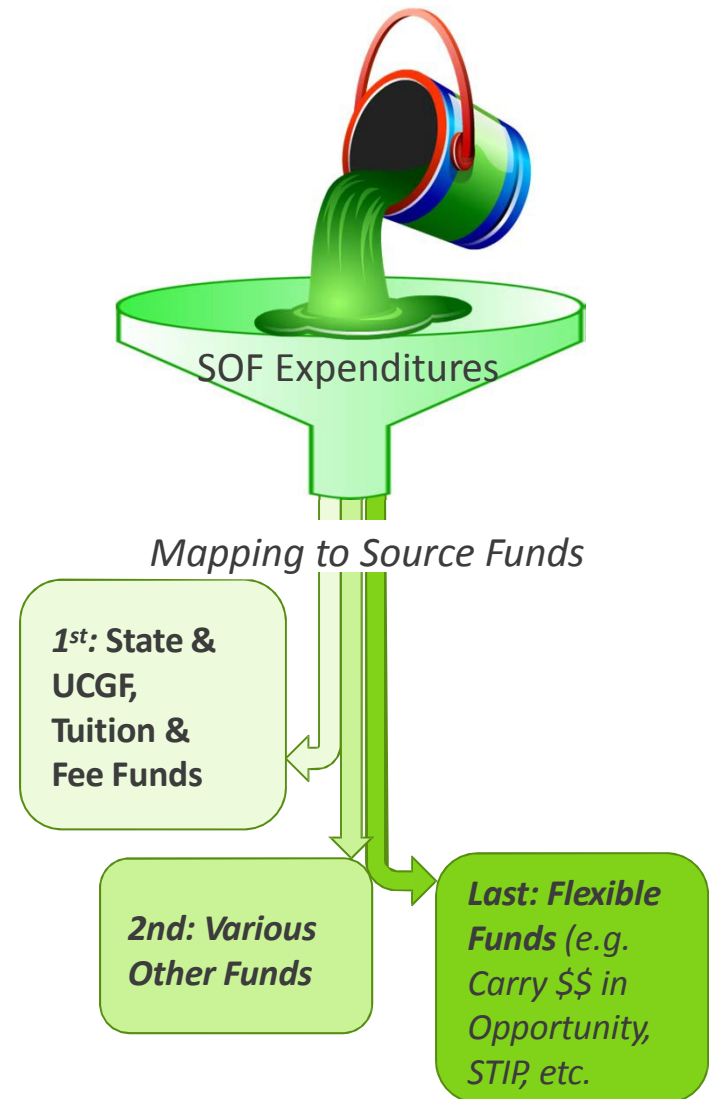 SOF Expenditures
Mapping to Source Funds
1st: State &
UCGF,
Tuition &
Fee Funds
2nd: Various
Other Funds
Last: Flexible
Funds (e.g.
Carry $$ in
Opportunity,
STIP, etc.